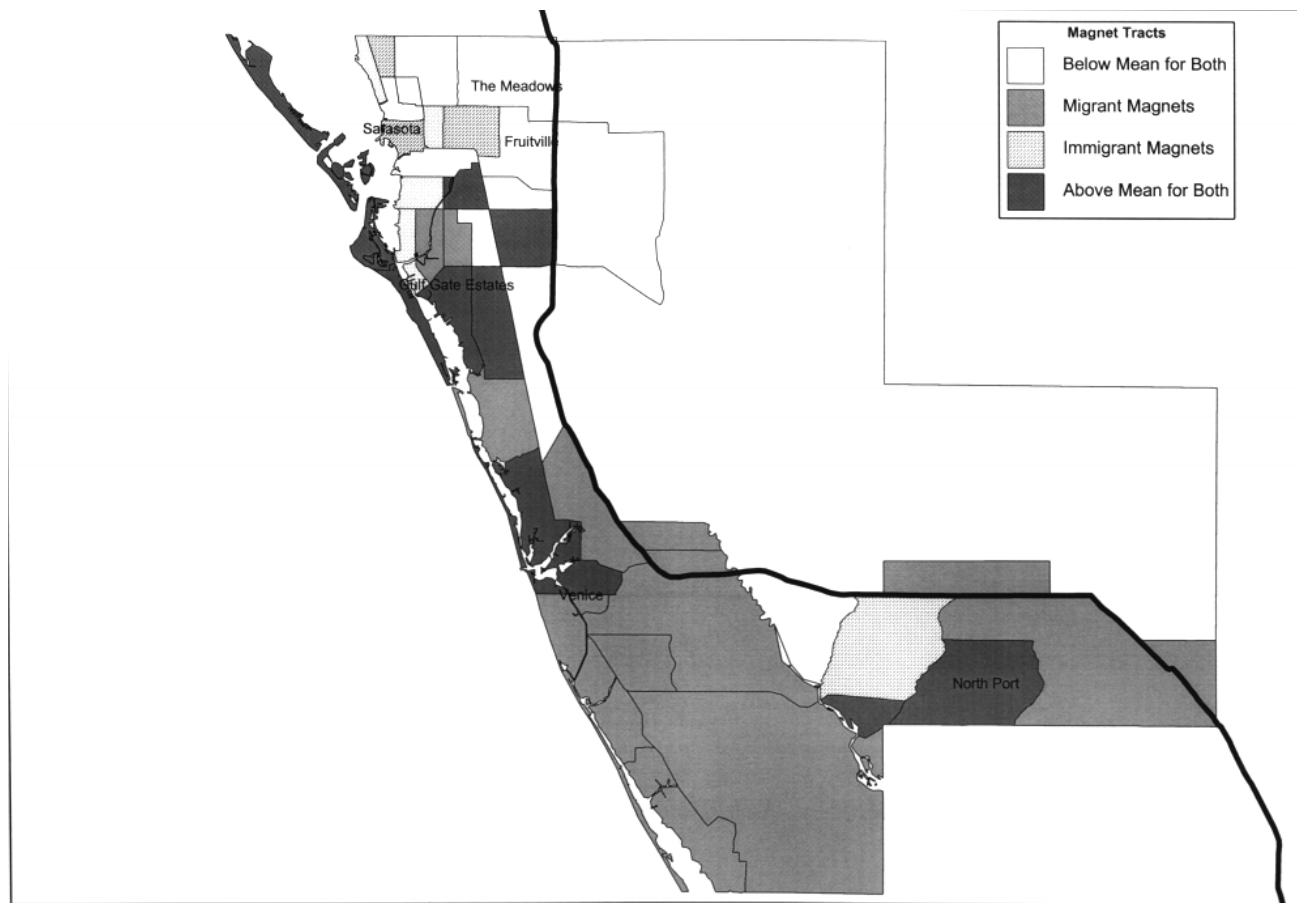 Magnet Tracts
Below Mean for Both
Migrant Magnets
Immigrant Magnets
Above Mean for Both
The Meadows
Sarasota
Fruitville
Gulf Gate Estates
Venice
North Port